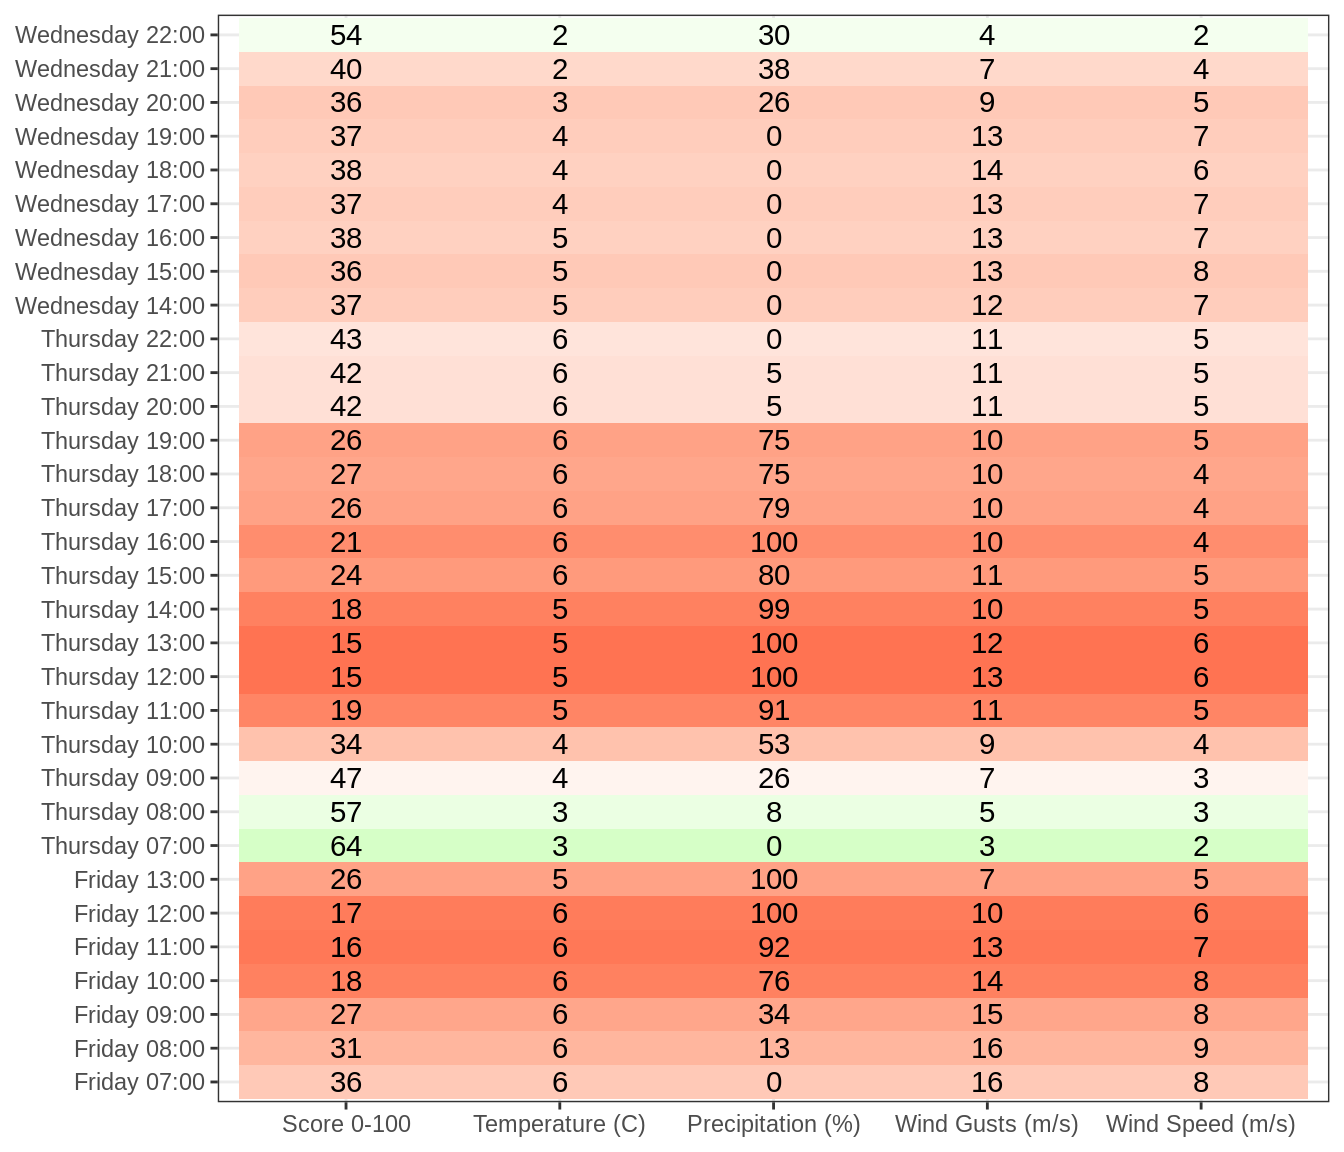 Wednesday 22:00 54 2 30 4 2
Wednesday 21:00 40 2 38 7 4
Wednesday 20:00 36 3 26 9 5
Wednesday 19:00 37 4 0 13 7
Wednesday 18:00 38 4 0 14 6
Wednesday 17:00 37 4 0 13 7
Wednesday 16:00 38 5 0 13 7
Wednesday 15:00 36 5 0 13 8
Wednesday 14:00 37 5 0 12 7
Thursday 22:00 43 6 0 11 5
Thursday 21:00 42 6 5 11 5
Thursday 20:00 42 6 5 11 5
Thursday 19:00 26 6 75 10 5
Thursday 18:00 27 6 75 10 4
Thursday 17:00 26 6 79 10 4
Thursday 16:00 21 6 100 10 4
Thursday 15:00 24 6 80 11 5
Thursday 14:00 18 5 99 10 5
Thursday 13:00 15 5 100 12 6
Thursday 12:00 15 5 100 13 6
Thursday 11:00 19 5 91 11 5
Thursday 10:00 34 4 53 9 4
Thursday 09:00 47 4 26 7 3
Thursday 08:00 57 3 8 5 3
Thursday 07:00 64 3 0 3 2
Friday 13:00 26 5 100 7 5
Friday 12:00 17 6 100 10 6
Friday 11:00 16 6 92 13 7
Friday 10:00 18 6 76 14 8
Friday 09:00 27 6 34 15 8
Friday 08:00 31 6 13 16 9
Friday 07:00 36 6 0 16 8
Score 0-100 Temperature (C) Precipitation (%) Wind Gusts (m/s) Wind Speed (m/s)